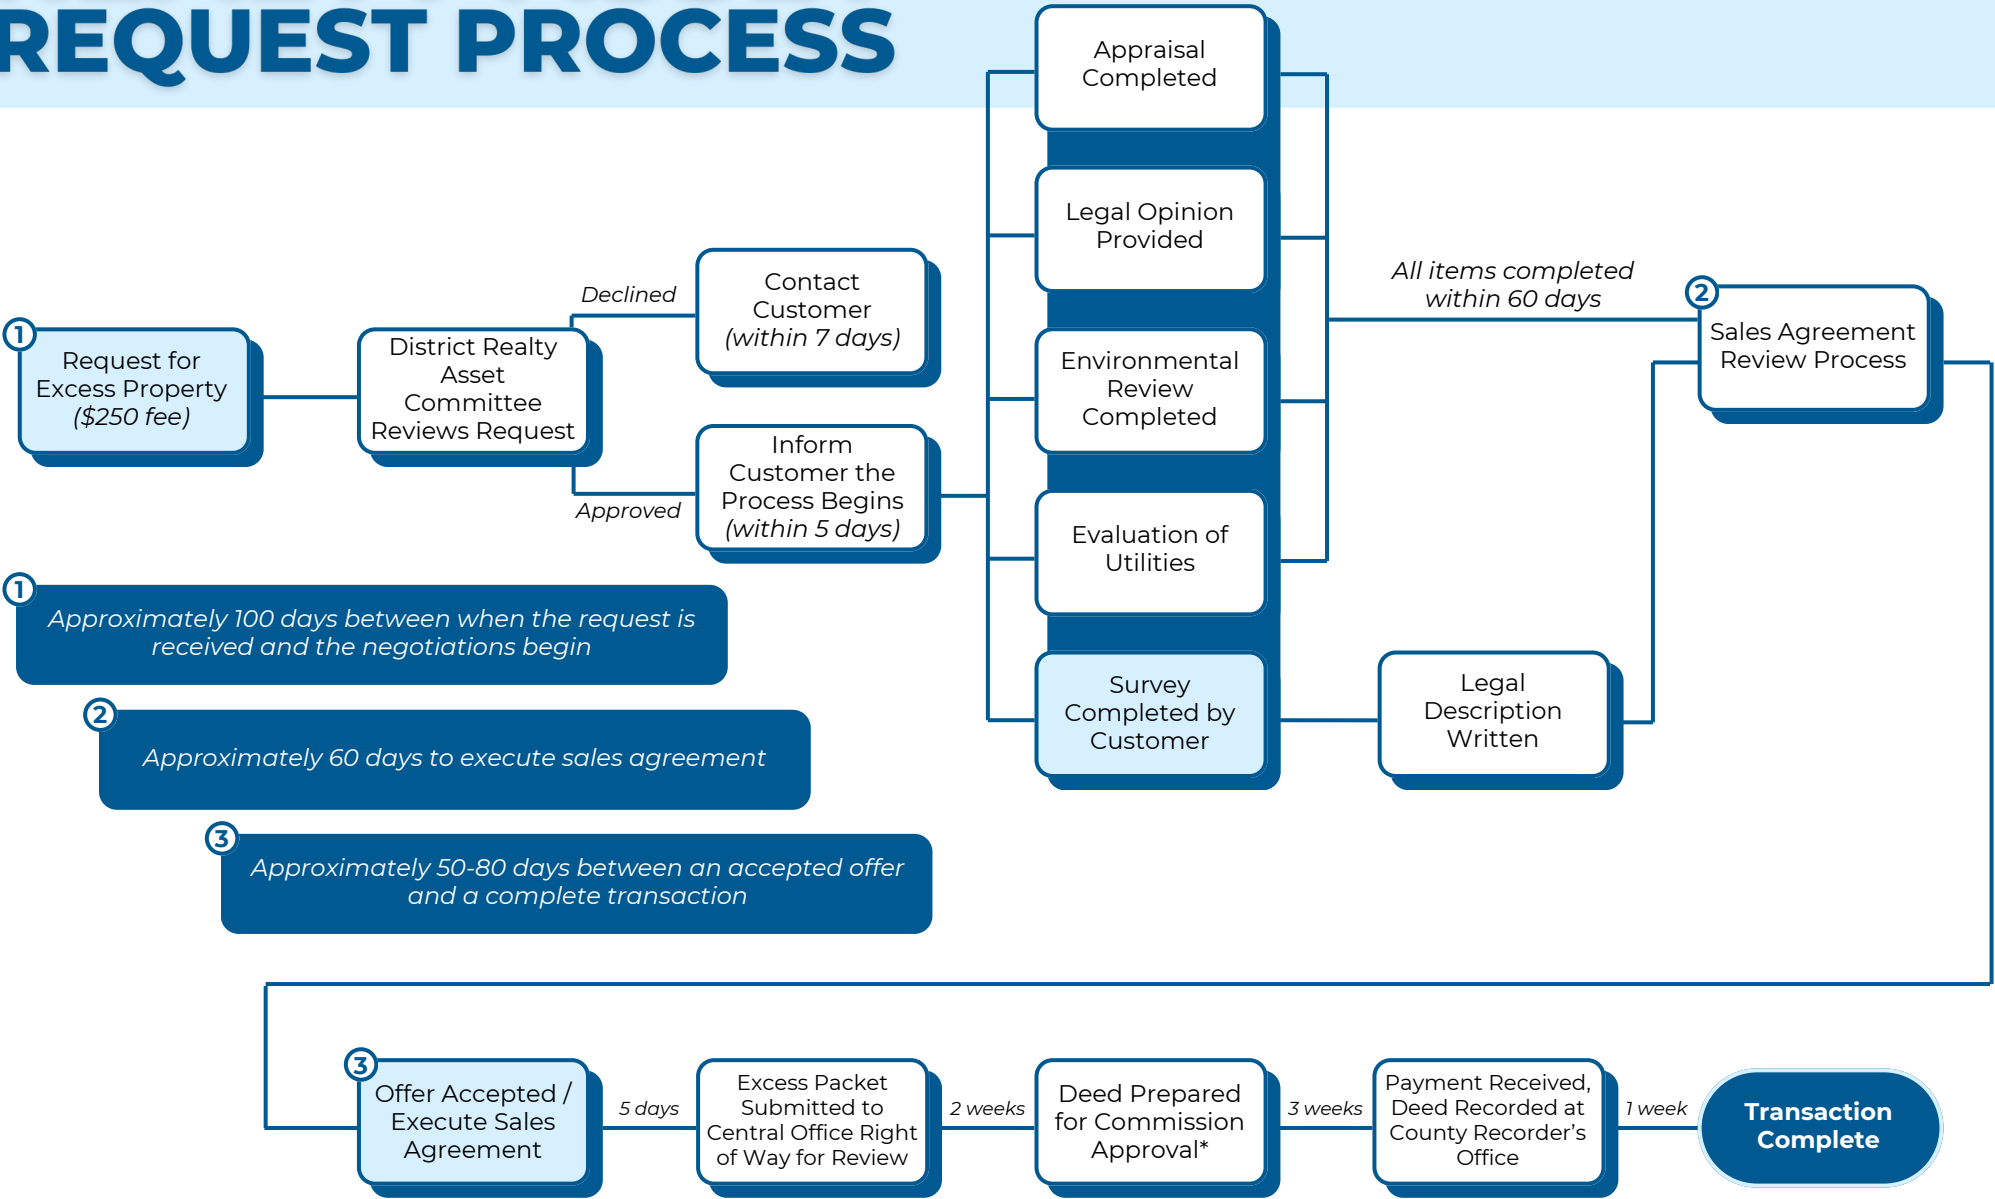 REQUEST PROCESS
1
Request for
Excess Property
($250 fee)
District Realty
Asset
Committee
Reviews Request
Declined
Contact
Customer
(within 7 days)
Approved
Inform
Customer the
Process Begins
(within 5 days)
Appraisal
Completed
Legal Opinion
Provided
Environmental
Review
Completed
Evaluation of
Utilities
Survey
Completed by
Customer
All items completed
within 60 days
Legal
Description
Written
2
Sales Agreement
Review Process
1
Approximately 100 days between when the request is
received and the negotiations begin
2
Approximately 60 days to execute sales agreement
3
Approximately 50-80 days between an accepted offer
and a complete transaction
3
Offer Accepted /
Execute Sales
Agreement
5 days
Excess Packet
Submitted to
Central Office Right
of Way for Review
2 weeks
Deed Prepared
for Commission
Approval*
3 weeks
Payment Received,
Deed Recorded at
County Recorder's
Office
1 week
Transaction
Complete